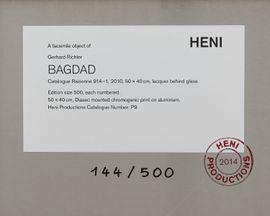 A facsimile object of
HENI
Gerhard Richter
BAGDAD
Catalogue Raisonné 914-1, 2010, 50 × 40 cm, lacquer behind glass
Edition size 500, each numbered.
50 × 40 cm, Diasec mounted chromogenic print on aluminium.
Heni Productions Catalogue Number: P9
144/500
HENI
2014
PRODUCTIONS